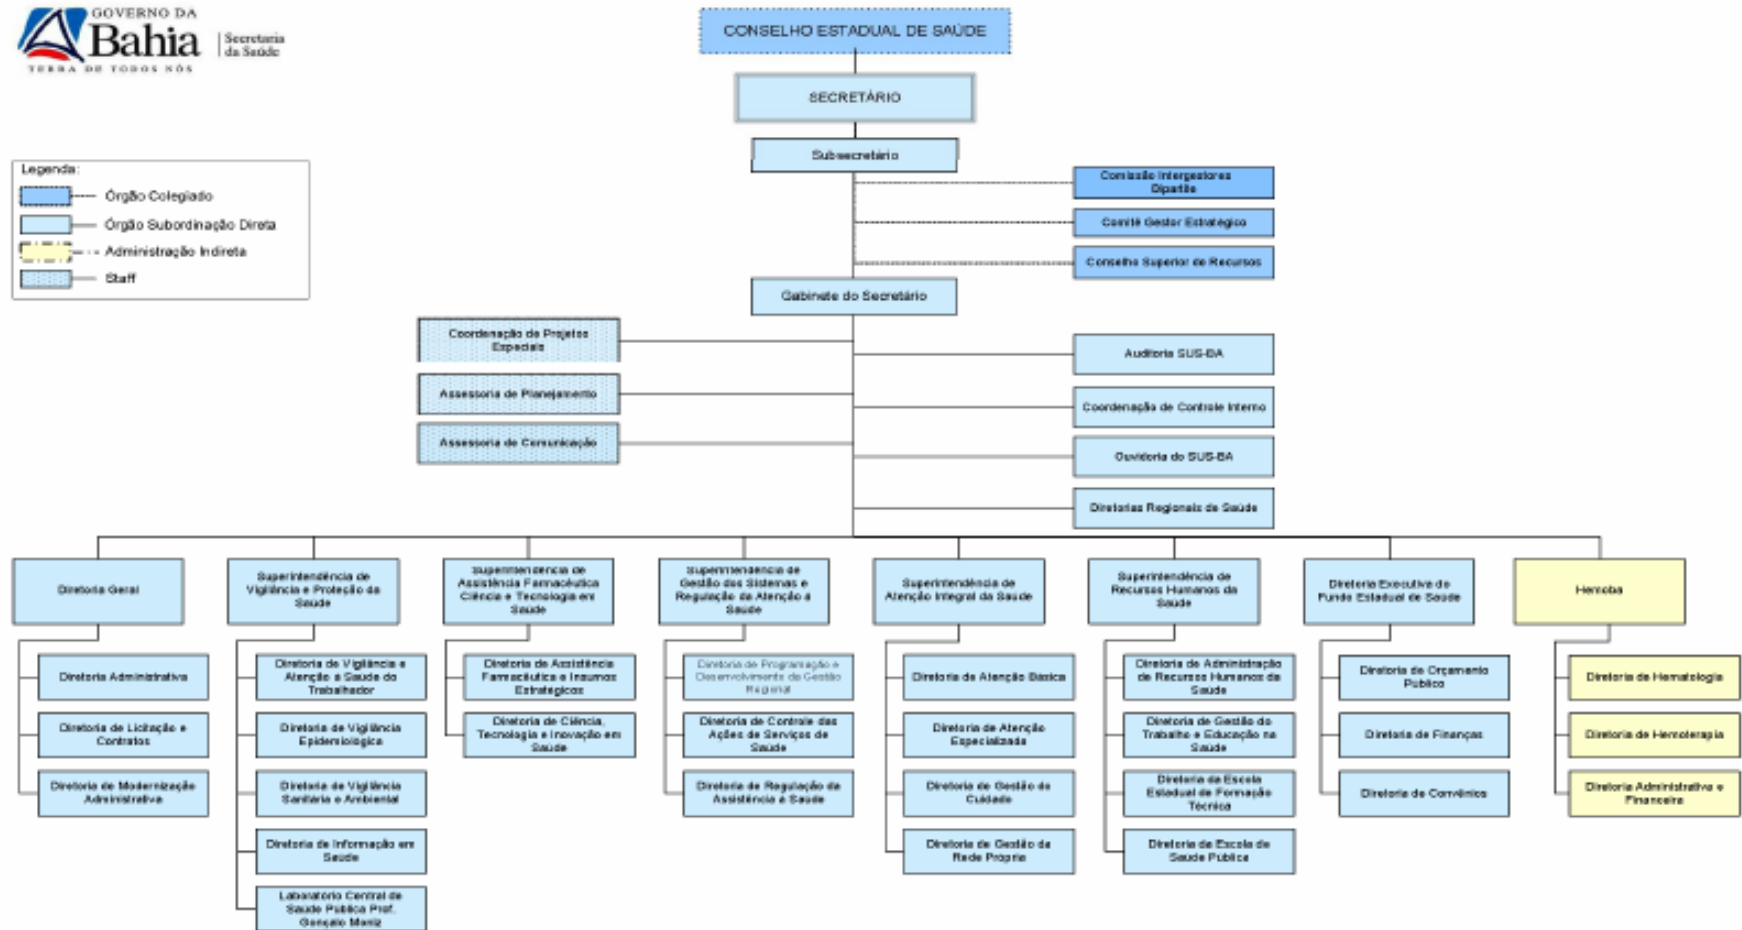 GOVERNO DA
Bahia
Secretaria
da Saúde
TERRA DE TODOS NÓS
CONSELHO ESTADUAL DE SAÚDE
SECRETÁRIO
Subsecretário
Legenda:
Órgão Colegiado
Órgão Subordinação Direta
Administração Indireta
Staff
Comissão Intergestores
Bipartite
Comitê Gestor Estratégico
Conselho Superior de Recursos
Gabinete do Secretário
Coordenação de Projetos
Especiais
Assessoria de Planejamento
Assessoria de Comunicação
Auditoria SUS-BA
Coordenação de Controle Interno
Ouvidoria do SUS-BA
Diretorias Regionais de Saúde
Diretoria Geral
Diretoria Administrativa
Diretoria de Licitação e
Contratos
Diretoria de Modernização
Administrativa
Superintendência de
Vigilância e Proteção da
Saúde
Diretoria de Vigilância e
Atenção a Saúde do
Trabalhador
Diretoria de Vigilância
Epidemiológica
Diretoria de Vigilância
Sanitária e Ambiental
Diretoria de Informação em
Saúde
Laboratório Central de
Saúde Pública Prof.
Gonçalo Moniz
Superintendência de
Assistência Farmacêutica
Ciência e Tecnologia em
Saúde
Diretoria de Assistência
Farmacêutica e Insumos
Estratégicos
Diretoria de Ciência,
Tecnologia e Inovação em
Saúde
Superintendência de
Gestão dos Sistemas e
Regulação da Atenção a
Saúde
Diretoria de Programação e
Desenvolvimento da Gestão
Regional
Diretoria de Controle das
Ações de Serviços de
Saúde
Diretoria de Regulação da
Assistência a Saúde
Superintendência de
Atenção Integral da Saúde
Diretoria de Atenção Básica
Diretoria de Atenção
Especializada
Diretoria de Gestão do
Cuidado
Diretoria de Gestão da
Rede Própria
Superintendência de
Recursos Humanos da
Saúde
Diretoria de Administração
de Recursos Humanos da
Saúde
Diretoria de Gestão do
Trabalho e Educação na
Saúde
Diretoria da Escola
Estadual de Formação
Técnica
Diretoria da Escola de
Saúde Pública
Diretoria Executiva do
Fundo Estadual de Saúde
Diretoria de Orçamento
Público
Diretoria de Finanças
Diretoria de Convênios
Hemoba
Diretoria de Hematologia
Diretoria de Hemoterapia
Diretoria Administrativa e
Financeira